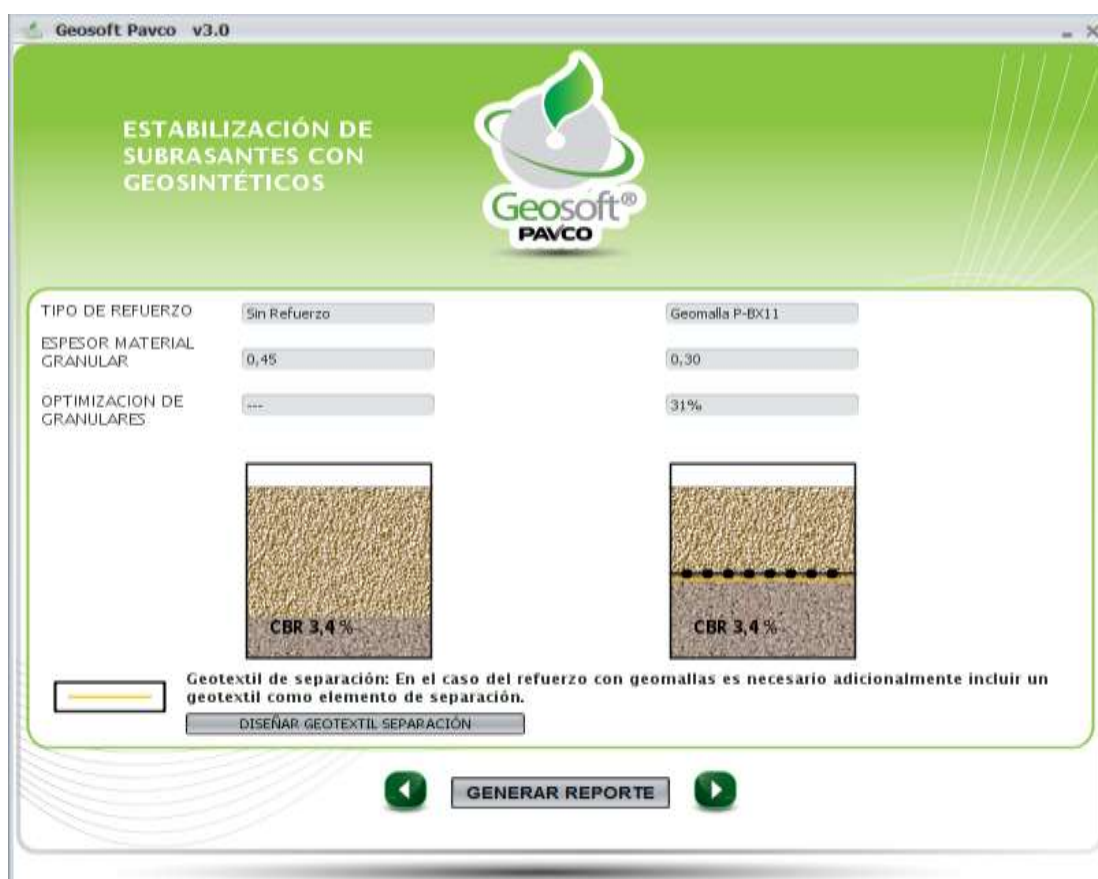 Geosoft Pavco v3.0
ESTABILIZACIÓN DE
SUBRASANTES CON
GEOSINTÉTICOS
Geosoft®
PAVCO
TIPO DE REFUERZO
Sin Refuerzo
Geomalla P-BX11
ESPESOR MATERIAL
GRANULAR
0,45
0,30
OPTIMIZACION DE
GRANULARES
---
31%
CBR 3,4 %
CBR 3,4 %
Geotextil de separación: En el caso del refuerzo con geomallas es necesario adicionalmente incluir un
geotextil como elemento de separación.
DISEÑAR GEOTEXTIL SEPARACIÓN
GENERAR REPORTE